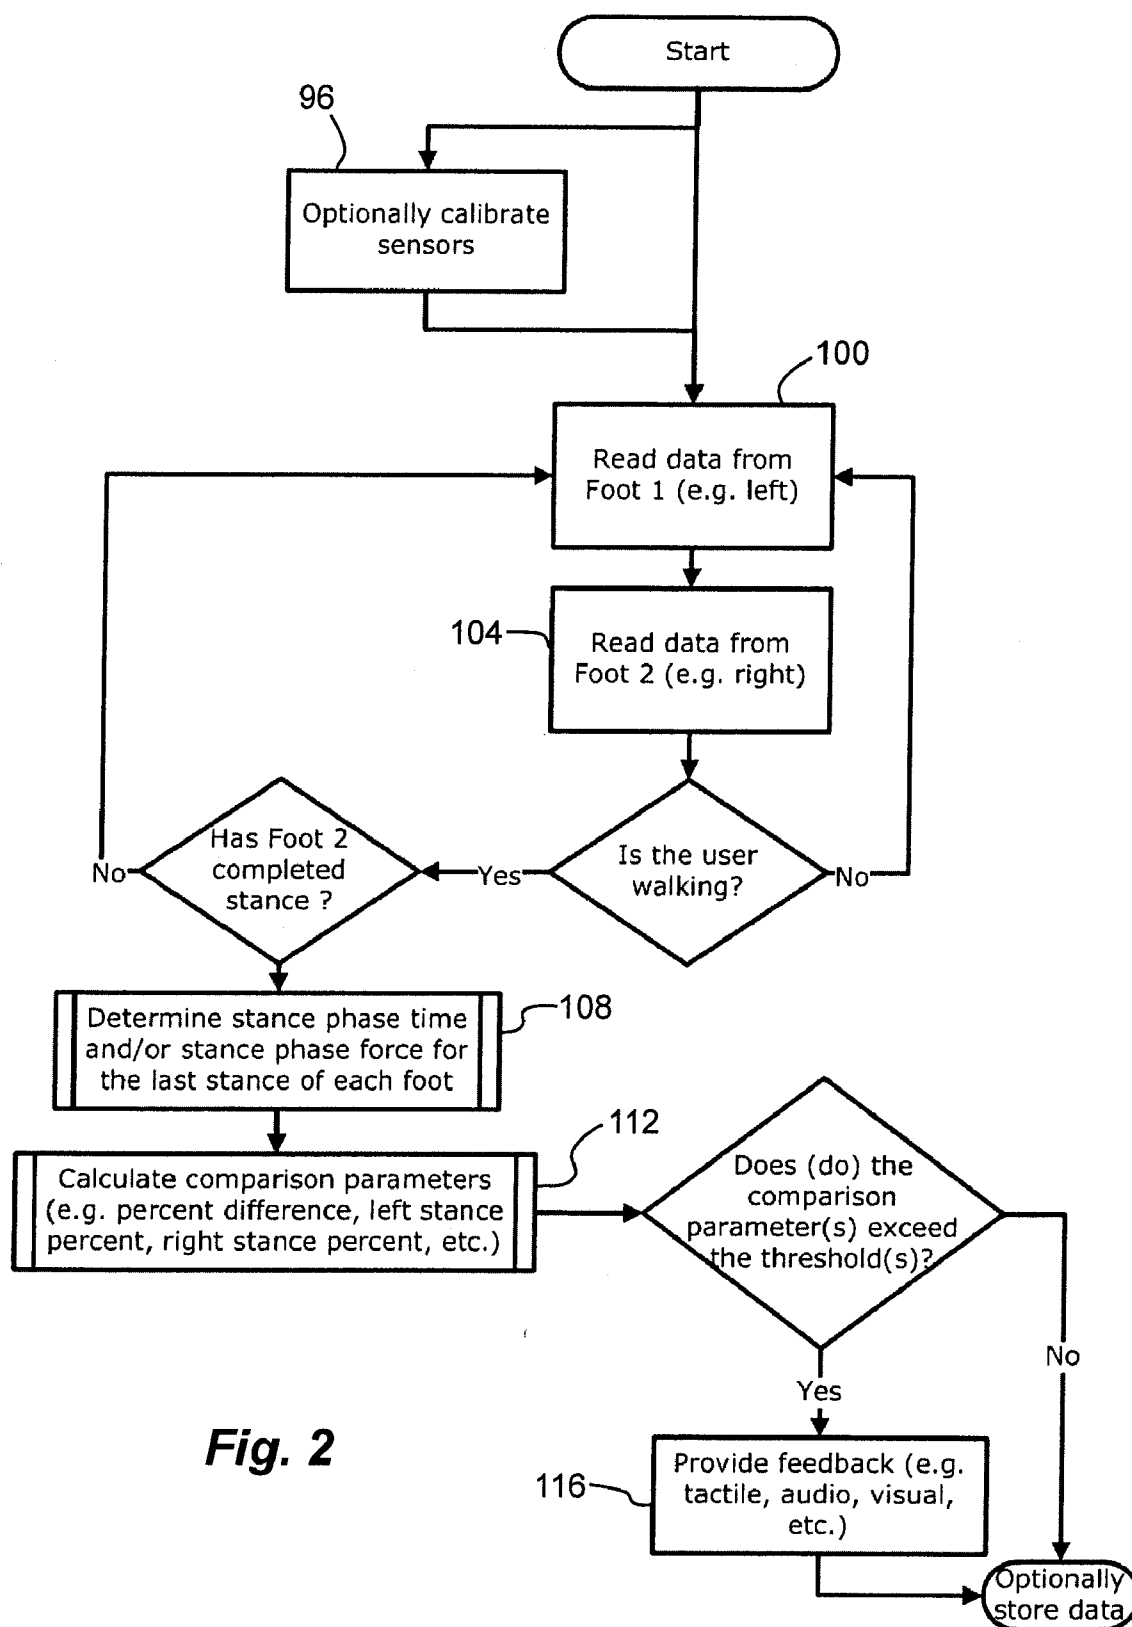 Start
96
Optionally calibrate
sensors
100
Read data from
Foot 1 (e.g. left)
104
Read data from
Foot 2 (e.g. right)
Has Foot 2
completed
stance ?
No
Yes
Is the user
walking?
No
Determine stance phase time
and/or stance phase force for
the last stance of each foot
108
Calculate comparison parameters
(e.g. percent difference, left stance
percent, right stance percent, etc.)
112
Does (do) the
comparison
parameter(s) exceed
the threshold(s)?
No
Yes
Fig. 2
Provide feedback (e.g.
tactile, audio, visual,
etc.)
116
Optionally
store data